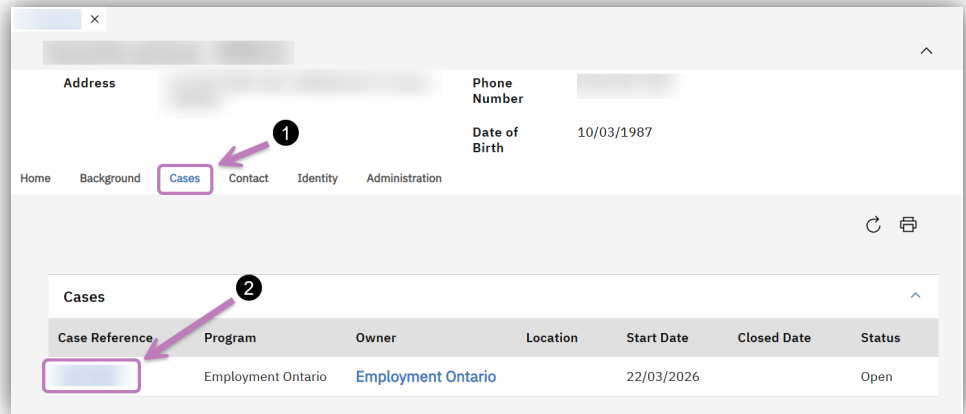 Address
Phone
Number
Date of
Birth
10/03/1987
1
Home Background Cases Contact Identity Administration
2
Cases
Case Reference Program Owner Location Start Date Closed Date Status
Employment Ontario Employment Ontario 22/03/2026 Open